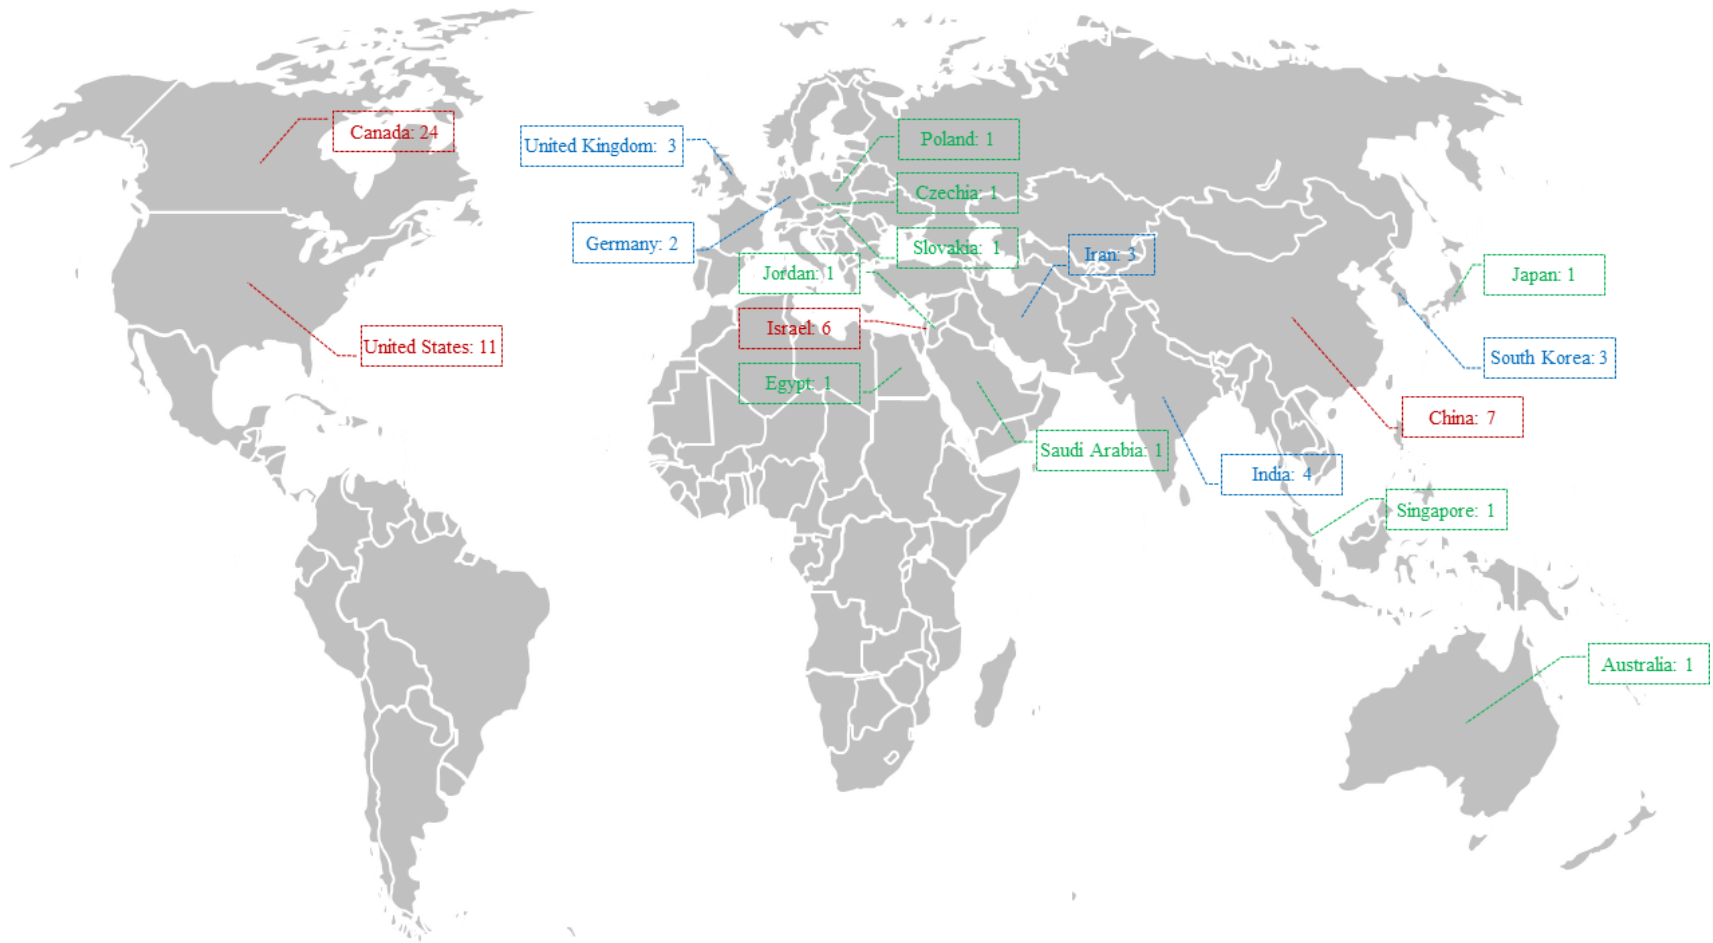 Canada: 24
United Kingdom: 3
Poland: 1
Czechia: 1
Germany: 2
Slovakia: 1
Iran: 3
Jordan: 1
Japan: 1
Israel: 6
United States: 11
South Korea: 3
Egypt: 1
China: 7
Saudi Arabia: 1
India: 4
Singapore: 1
Australia: 1